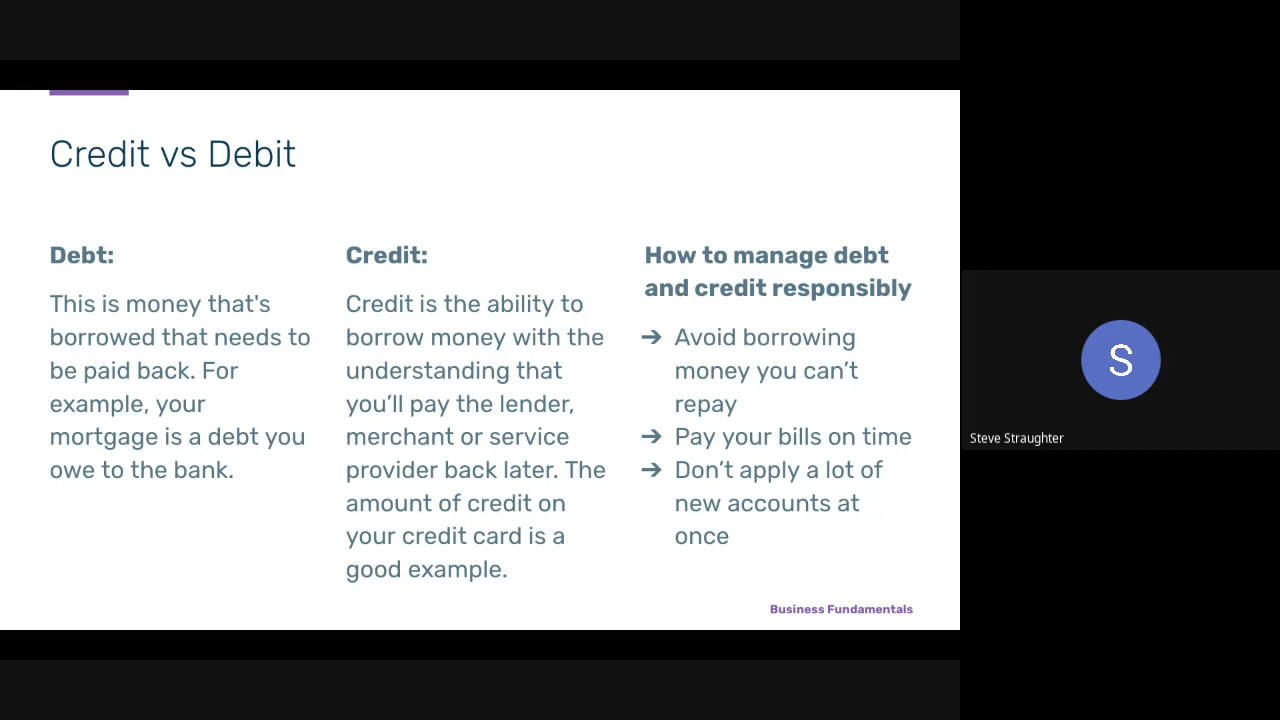 Credit vs Debit
Debt:
This is money that's
borrowed that needs to
be paid back. For
example, your
mortgage is a debt you
owe to the bank.
Credit:
Credit is the ability to
borrow money with the
understanding that
you’ll pay the lender,
merchant or service
provider back later. The
amount of credit on
your credit card is a
good example.
How to manage debt
and credit responsibly
➔ Avoid borrowing
money you can’t
repay
➔ Pay your bills on time
➔ Don’t apply a lot of
new accounts at
once
Business Fundamentals
S
Steve Straughter